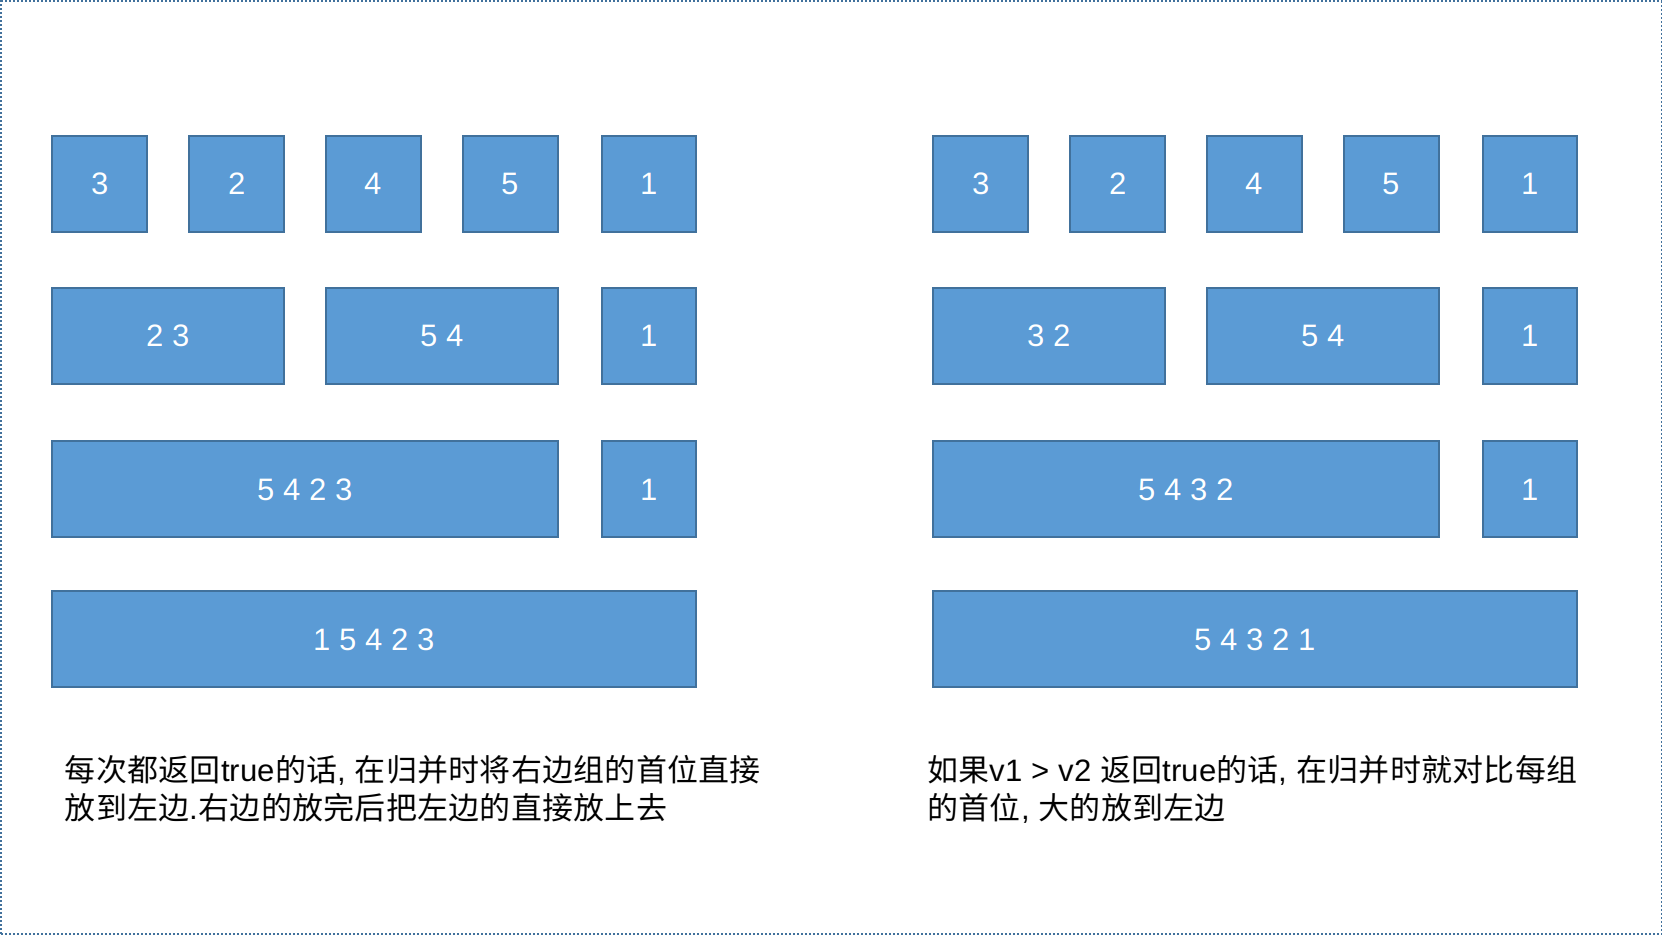 3 2 4 5 1
2 3 5 4 1
5 4 2 3 1
1 5 4 2 3
每次都返回true的话, 在归并时将右边组的首位直接
放到左边.右边的放完后把左边的直接放上去
3 2 4 5 1
3 2 5 4 1
5 4 3 2 1
5 4 3 2 1
如果v1 > v2 返回true的话, 在归并时就对比每组
的首位, 大的放到左边